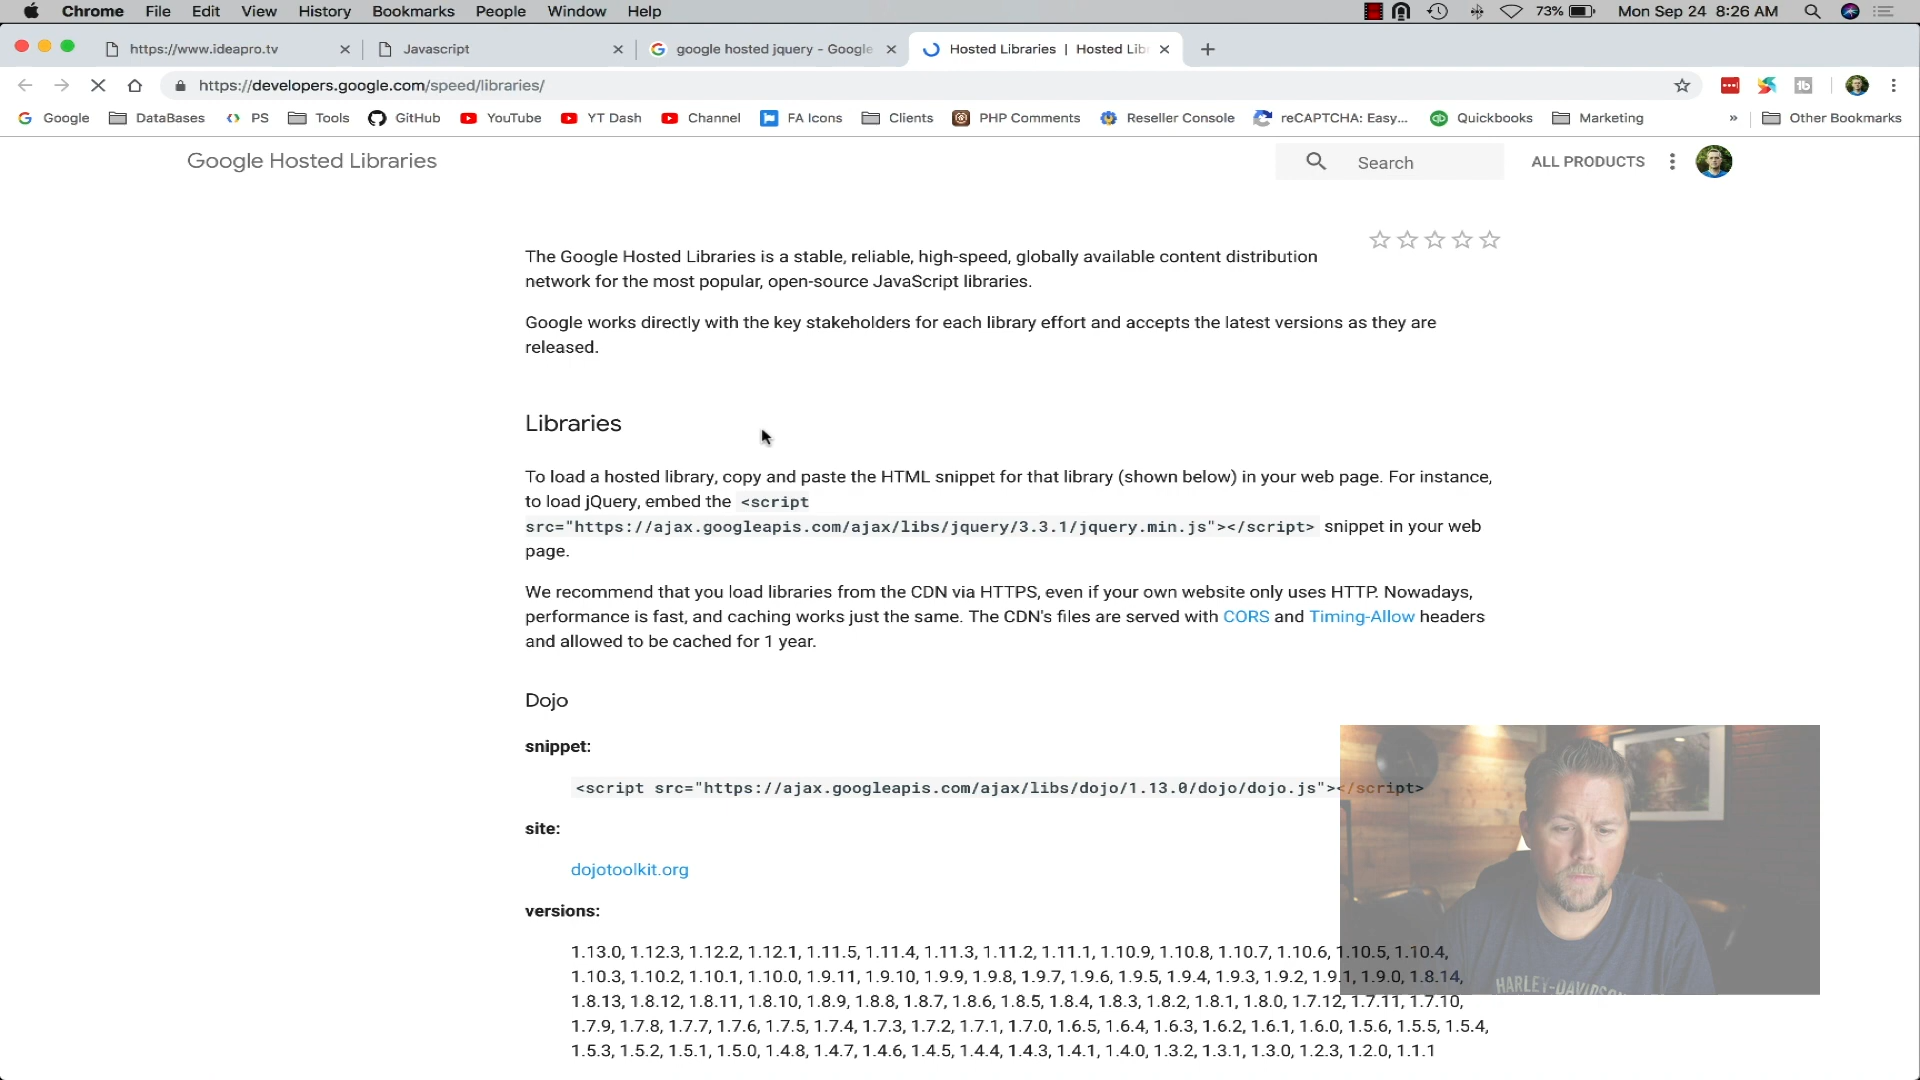 Chrome File Edit View History Bookmarks People Window Help 73% Mon Sep 24 8:26 AM
https://www.ideapro.tv Javascript google hosted jquery - Google Hosted Libraries | Hosted Lib
https://developers.google.com/speed/libraries/
Google DataBases PS Tools GitHub YouTube YT Dash Channel FA Icons Clients PHP Comments Reseller Console reCAPTCHA: Easy... Quickbooks Marketing » Other Bookmarks
Google Hosted Libraries Search ALL PRODUCTS
The Google Hosted Libraries is a stable, reliable, high-speed, globally available content distribution
network for the most popular, open-source JavaScript libraries.
Google works directly with the key stakeholders for each library effort and accepts the latest versions as they are
released.
Libraries
To load a hosted library, copy and paste the HTML snippet for that library (shown below) in your web page. For instance,
to load jQuery, embed the <script
src="https://ajax.googleapis.com/ajax/libs/jquery/3.3.1/jquery.min.js"></script> snippet in your web
page.
We recommend that you load libraries from the CDN via HTTPS, even if your own website only uses HTTP. Nowadays,
performance is fast, and caching works just the same. The CDN's files are served with CORS and Timing-Allow headers
and allowed to be cached for 1 year.
Dojo
snippet:
<script src="https://ajax.googleapis.com/ajax/libs/dojo/1.13.0/dojo/dojo.js"></script>
site:
dojotoolkit.org
versions:
1.13.0, 1.12.3, 1.12.2, 1.12.1, 1.11.5, 1.11.4, 1.11.3, 1.11.2, 1.11.1, 1.10.9, 1.10.8, 1.10.7, 1.10.6, 1.10.5, 1.10.4,
1.10.3, 1.10.2, 1.10.1, 1.10.0, 1.9.11, 1.9.10, 1.9.9, 1.9.8, 1.9.7, 1.9.6, 1.9.5, 1.9.4, 1.9.3, 1.9.2, 1.9.1, 1.9.0, 1.8.14,
1.8.13, 1.8.12, 1.8.11, 1.8.10, 1.8.9, 1.8.8, 1.8.7, 1.8.6, 1.8.5, 1.8.4, 1.8.3, 1.8.2, 1.8.1, 1.8.0, 1.7.12, 1.7.11, 1.7.10,
1.7.9, 1.7.8, 1.7.7, 1.7.6, 1.7.5, 1.7.4, 1.7.3, 1.7.2, 1.7.1, 1.7.0, 1.6.5, 1.6.4, 1.6.3, 1.6.2, 1.6.1, 1.6.0, 1.5.6, 1.5.5, 1.5.4,
1.5.3, 1.5.2, 1.5.1, 1.5.0, 1.4.8, 1.4.7, 1.4.6, 1.4.5, 1.4.4, 1.4.3, 1.4.1, 1.4.0, 1.3.2, 1.3.1, 1.3.0, 1.2.3, 1.2.0, 1.1.1
HARLEY-DAVIDSON